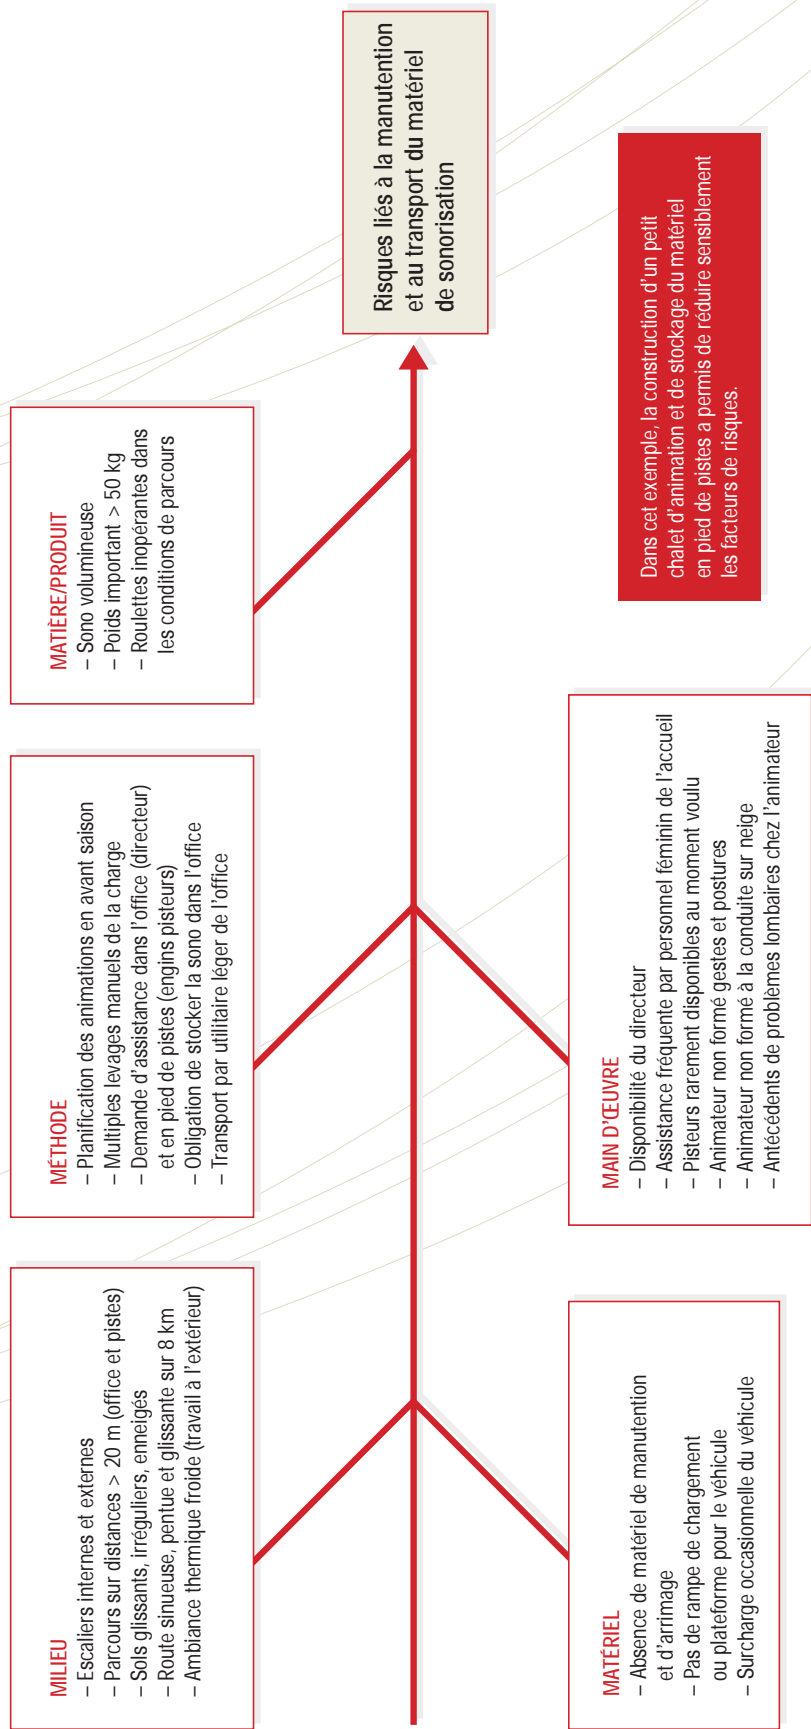 MILIEU
– Escaliers internes et externes
– Parcours sur distances > 20 m (office et pistes)
– Sols glissants, irréguliers, enneigés
– Route sinueuse, pentue et glissante sur 8 km
– Ambiance thermique froide (travail à l'extérieur)
MÉTHODE
– Planification des animations en avant saison
– Multiples levages manuels de la charge
– Demande d'assistance dans l'office (directeur)
et en pied de pistes (engins pisteurs)
– Obligation de stocker la sono dans l'office
– Transport par utilitaire léger de l'office
MATIÈRE/PRODUIT
– Sono volumineuse
– Poids important > 50 kg
– Roulettes inopérantes dans
les conditions de parcours
Risques liés à la manutention
et au transport du matériel
de sonorisation
MATÉRIEL
– Absence de matériel de manutention
et d'arrimage
– Pas de rampe de chargement
ou plateforme pour le véhicule
– Surcharge occasionnelle du véhicule
MAIN D'ŒUVRE
– Disponibilité du directeur
– Assistance fréquente par personnel féminin de l'accueil
– Pisteurs rarement disponibles au moment voulu
– Animateur non formé gestes et postures
– Animateur non formé à la conduite sur neige
– Antécédents de problèmes lombaires chez l'animateur
Dans cet exemple, la construction d'un petit
chalet d'animation et de stockage du matériel
en pied de pistes a permis de réduire sensiblement
les facteurs de risques.